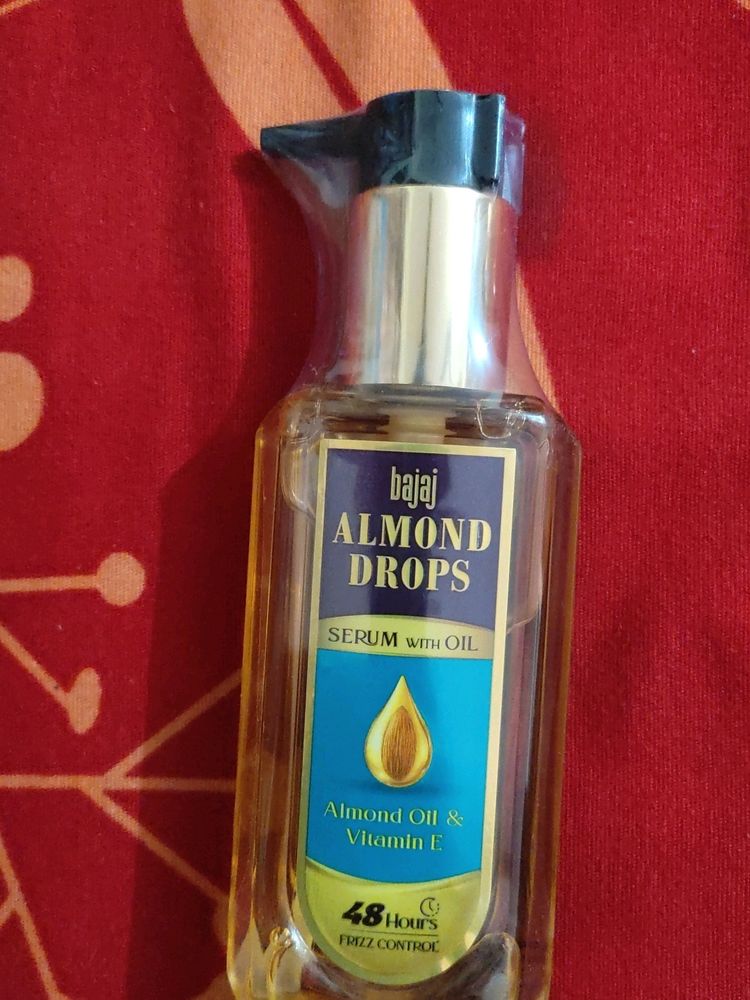 bajaj
ALMOND
DROPS
SERUM WITH OIL
Almond Oil &
Vitamin E
48 Hours
FRIZZ CONTROL*